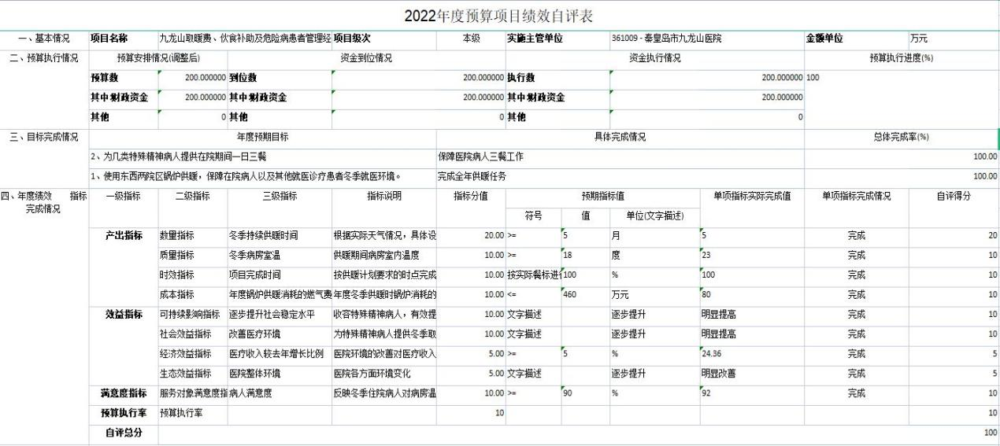 2022年度预算项目绩效自评表
一、基本情况 项目名称 九龙山取暖费、伙食补助及危险病患者管理经 项目级次 本级 实施主管单位 361009 - 秦皇岛市九龙山医院 金额单位 万元
二、预算执行情况 预算安排情况(调整后) 资金到位情况 资金执行情况 预算执行进度(%)
预算数 200.000000 到位数 200.000000 执行数 200.000000 100
其中:财政资金 200.000000 其中:财政资金 200.000000 其中:财政资金 200.000000
其他 0 其他 0 其他 0
三、目标完成情况 年度预期目标 具体完成情况 总体完成率(%)
2、为几类特殊精神病人提供在院期间一日三餐 保障医院病人三餐工作 100.00
1、使用东西两院区锅炉供暖，保障在院病人以及其他就医诊疗患者冬季就医环境。 完成全年供暖任务 100.00
四、年度绩效 指标完成情况 一级指标 二级指标 三级指标 指标说明 指标分值 预期指标值 单项指标实际完成值 单项指标完成情况 自评得分
符号 值 单位(文字描述)
产出指标 数量指标 冬季持续供暖时间 根据实际天气情况，具体设 20.00 >= 5 月 5 完成 20
质量指标 冬季病房室温 供暖期间病房室内温度 10.00 >= 18 度 23 完成 10
时效指标 项目完成时间 按供暖计划要求的时点完成 10.00 按实际餐标进行 100 % 100 完成 10
成本指标 年度锅炉供暖消耗的燃气费 年度冬季供暖时锅炉消耗的 10.00 <= 460 万元 80 完成 10
效益指标 可持续影响指标 逐步提升社会稳定水平 收容特殊精神病人，有效提 10.00 文字描述 逐步提升 明显提高 完成 10
社会效益指标 改善医疗环境 为特殊精神病人提供冬季取 10.00 文字描述 逐步提升 明显提高 完成 10
经济效益指标 医疗收入较去年增长比例 医院环境的改善对医疗收入 5.00 >= 5 % 24.36 完成 5
生态效益指标 医院整体环境 医院各方面环境变化 5.00 文字描述 逐步提升 明显改善 完成 5
满意度指标 服务对象满意度指 病人满意度 反映冬季住院病人对病房温 10.00 >= 90 % 92 完成 10
预算执行率 预算执行率 10 10
自评总分 100